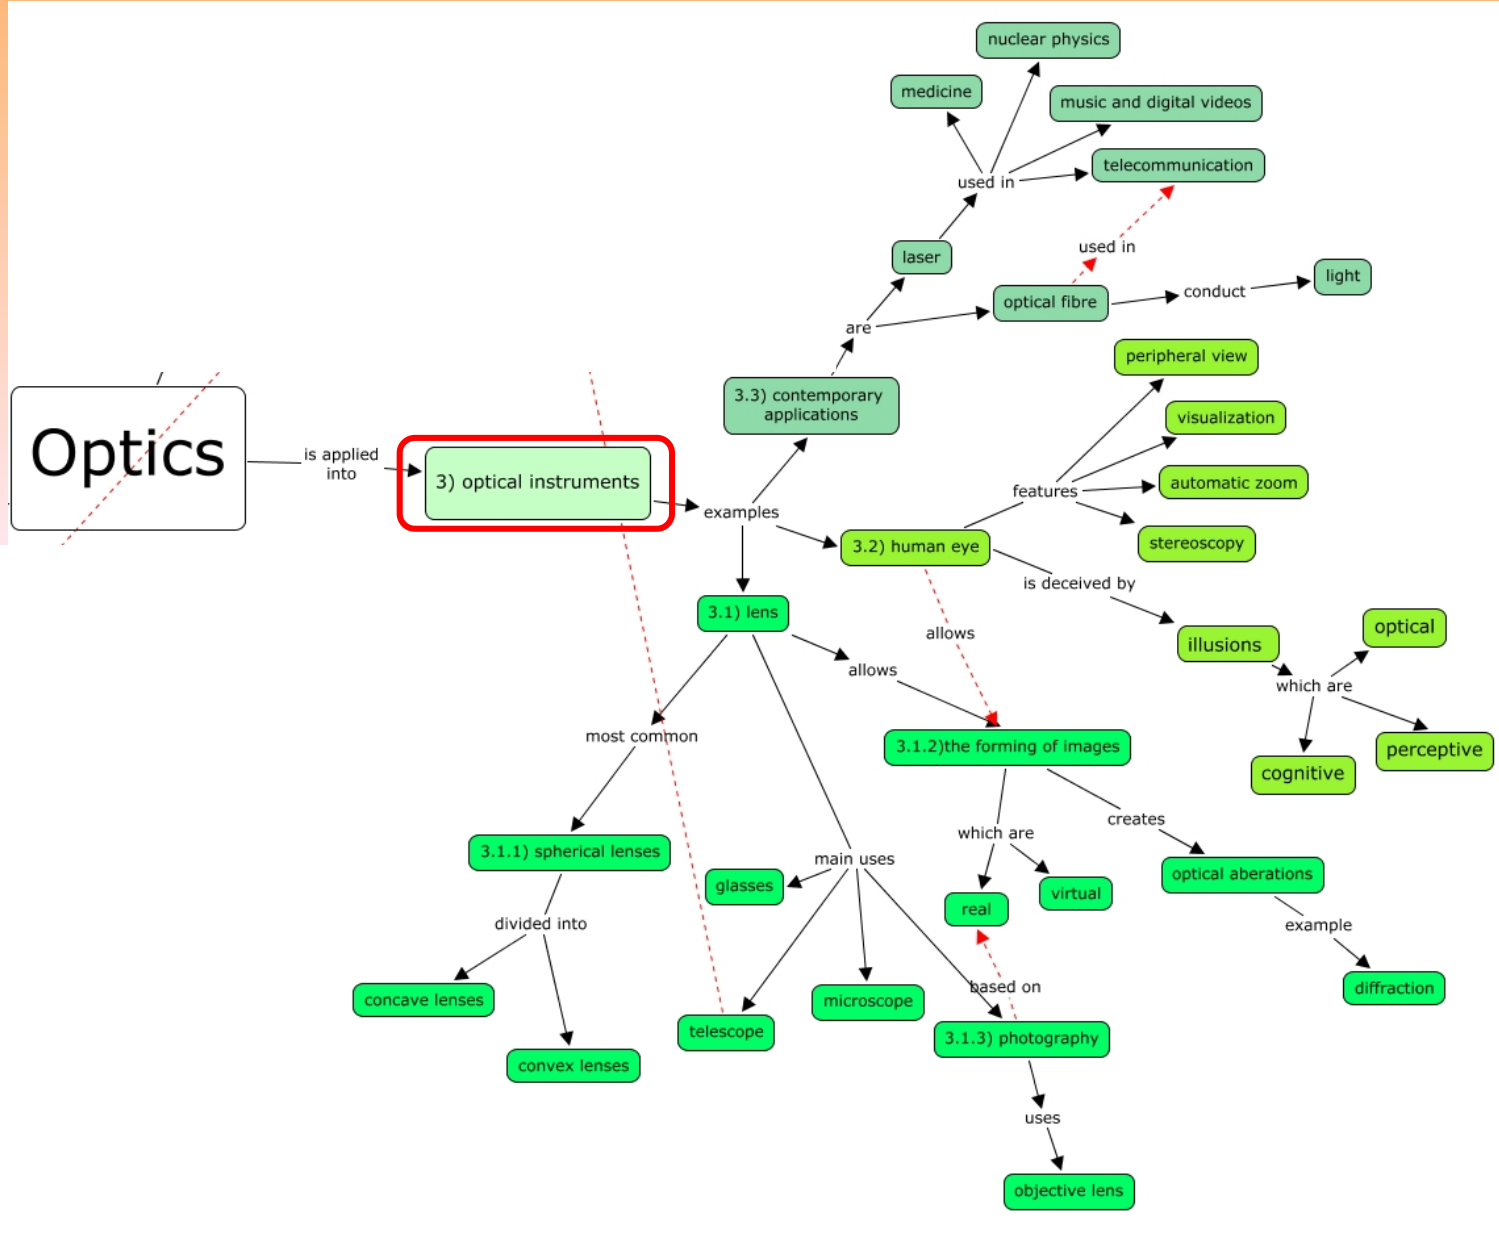 nuclear physics
medicine
music and digital videos
telecommunication
used in
used in
laser
light
conduct
optical fibre
are
peripheral view
3.3) contemporary
applications
visualization
Optics
is applied
into
3) optical instruments
examples
features
automatic zoom
stereoscopy
3.2) human eye
is deceived by
3.1) lens
allows
allows
illusions
optical
which are
perceptive
cognitive
most common
3.1.2)the forming of images
which are
creates
3.1.1) spherical lenses
main uses
glasses
optical aberations
virtual
real
divided into
example
concave lenses
microscope
based on
diffraction
telescope
3.1.3) photography
convex lenses
uses
objective lens